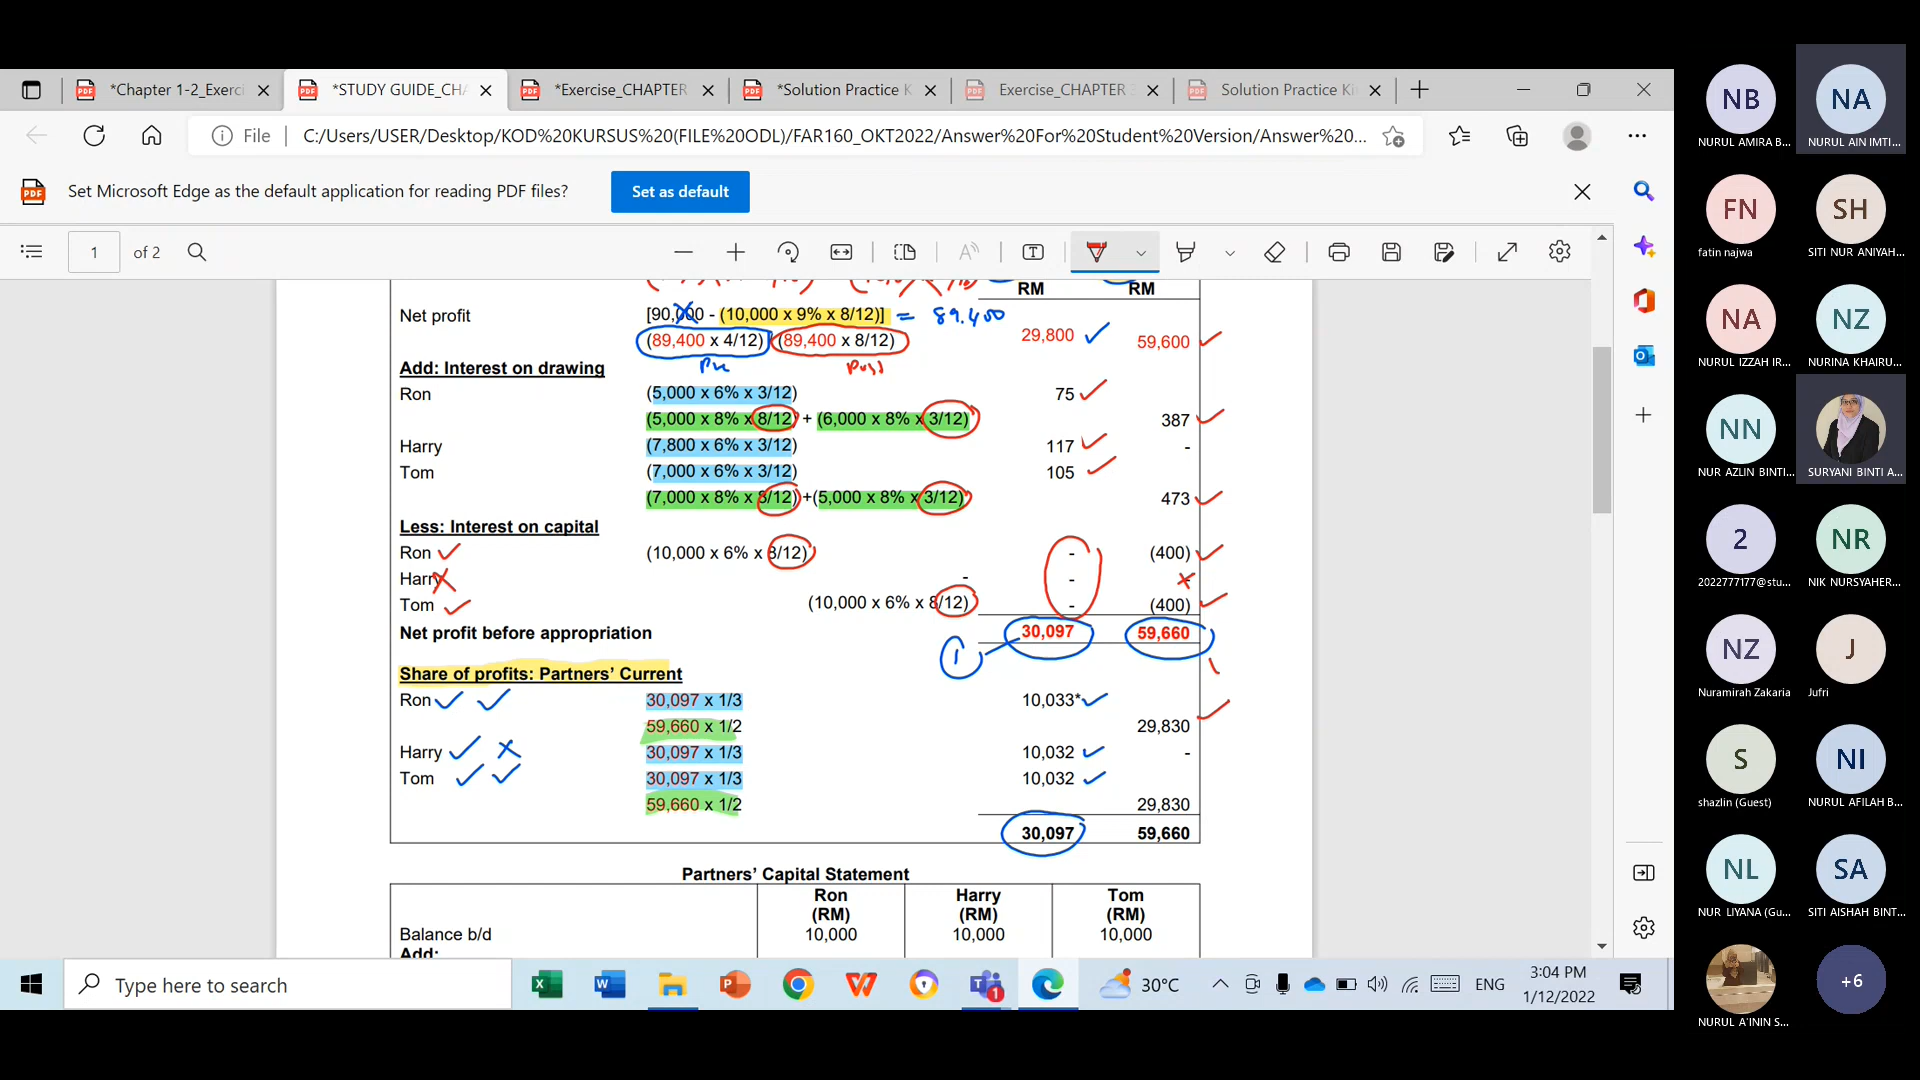 *Chapter 1-2_Exerci
*STUDY GUIDE_CHA
*Exercise_CHAPTER
*Solution Practice K
Exercise_CHAPTER 3
Solution Practice Ki
File
C:/Users/USER/Desktop/KOD%20KURSUS%20(FILE%20ODL)/FAR160_OKT2022/Answer%20For%20Student%20Version/Answer%20...
Set Microsoft Edge as the default application for reading PDF files?
Set as default
1 of 2
RM RM
Net profit [90,000 - (10,000 x 9% x 8/12)] = 89,400
(89,400 x 4/12) (89,400 x 8/12) 29,800 59,600
Pre Post
Add: Interest on drawing
Ron (5,000 x 6% x 3/12) 75
(5,000 x 8% x 8/12) + (6,000 x 8% x 3/12) 387
Harry (7,800 x 6% x 3/12) 117 -
Tom (7,000 x 6% x 3/12) 105
(7,000 x 8% x 8/12) +(5,000 x 8% x 3/12) 473
Less: Interest on capital
Ron (10,000 x 6% x 8/12) - (400)
Harry - - -
Tom (10,000 x 6% x 8/12) - (400)
Net profit before appropriation 30,097 59,660
1
Share of profits: Partners' Current
Ron 30,097 x 1/3 10,033*
59,660 x 1/2 29,830
Harry 30,097 x 1/3 10,032 -
Tom 30,097 x 1/3 10,032
59,660 x 1/2 29,830
30,097 59,660
Partners' Capital Statement
Ron Harry Tom
(RM) (RM) (RM)
Balance b/d 10,000 10,000 10,000
Add:
Type here to search
30°C
ENG
3:04 PM
1/12/2022
NB
NURUL AMIRA B...
NA
NURUL AIN IMTI...
FN
fatin najwa
SH
SITI NUR ANIYAH...
NA
NURUL IZZAH IR...
NZ
NURINA KHAIRU...
NN
NUR AZLIN BINTI...
SURYANI BINTI A...
2
2022777177@stu...
NR
NIK NURSYAHER...
NZ
Nuramirah Zakaria
J
Jufri
S
shazlin (Guest)
NI
NURUL AFILAH B...
NL
NUR LIYANA (Gu...
SA
SITI AISHAH BINT...
NURUL A'ININ S...
+6